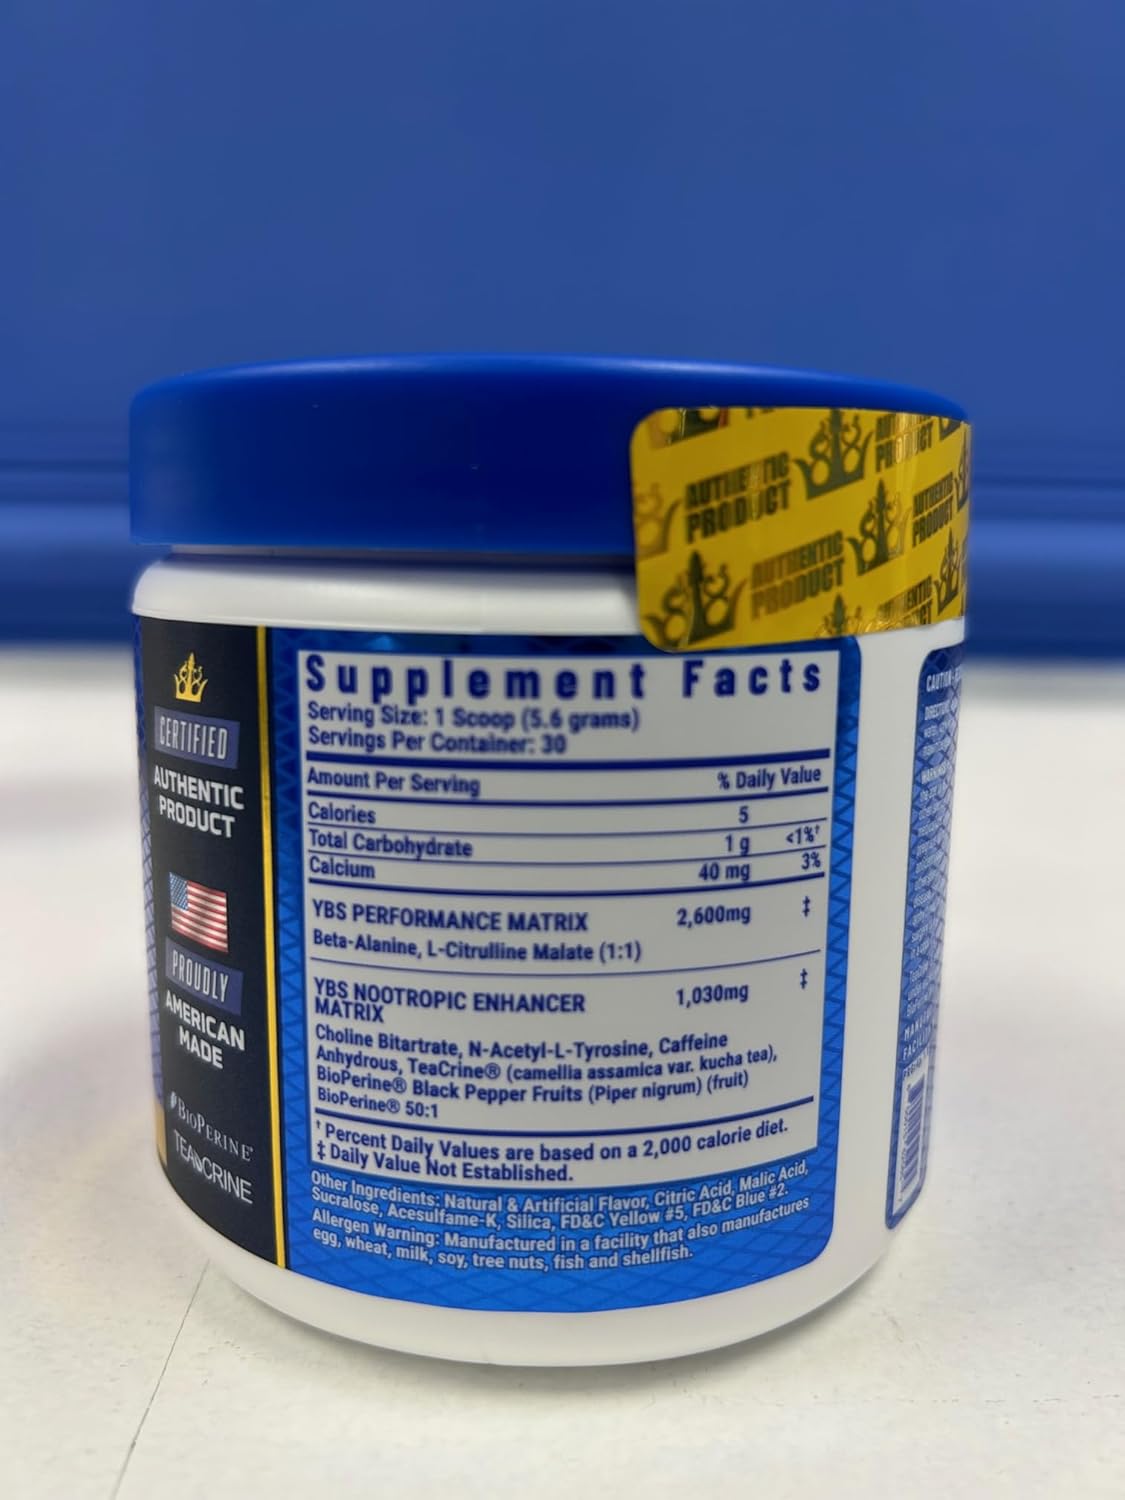 AUTHENTIC
PRODUCT
AUTHENTIC
PRODUCT
AUTHENTIC
PRODUCT
CERTIFIED
AUTHENTIC
PRODUCT
PROUDLY
AMERICAN
MADE
BIOPERINE®
TEACRINE
Supplement Facts
Serving Size: 1 Scoop (5.6 grams)
Servings Per Container: 30
Amount Per Serving % Daily Value
Calories 5
Total Carbohydrate 1 g <1%†
Calcium 40 mg 3%
YBS PERFORMANCE MATRIX 2,600mg ‡
Beta-Alanine, L-Citrulline Malate (1:1)
YBS NOOTROPIC ENHANCER 1,030mg ‡
MATRIX
Choline Bitartrate, N-Acetyl-L-Tyrosine, Caffeine
Anhydrous, TeaCrine® (camellia assamica var. kucha tea),
BioPerine® Black Pepper Fruits (Piper nigrum) (fruit)
BioPerine® 50:1
† Percent Daily Values are based on a 2,000 calorie diet.
‡ Daily Value Not Established.
Other Ingredients: Natural & Artificial Flavor, Citric Acid, Malic Acid,
Sucralose, Acesulfame-K, Silica, FD&C Yellow #5, FD&C Blue #2.
Allergen Warning: Manufactured in a facility that also manufactures
egg, wheat, milk, soy, tree nuts, fish and shellfish.
CAUTION: